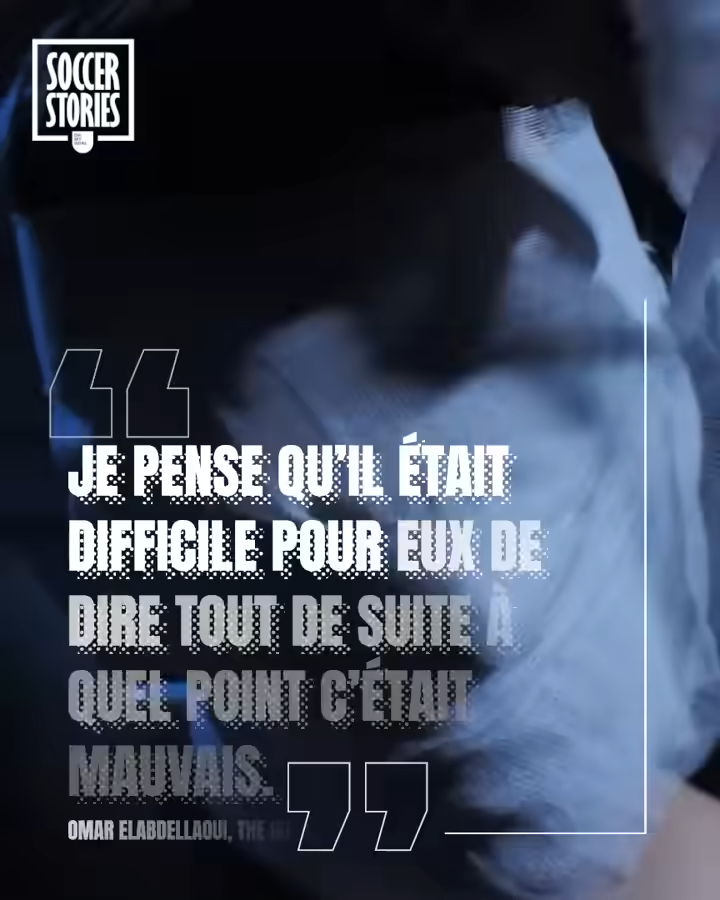 SOCCER
STORIES
“
JE PENSE QU’IL ÉTAIT
DIFFICILE POUR EUX DE
DIRE TOUT DE SUITE À
QUEL POINT C’ÉTAIT
MAUVAIS.
”
OMAR ELABDELLAOUI, THE